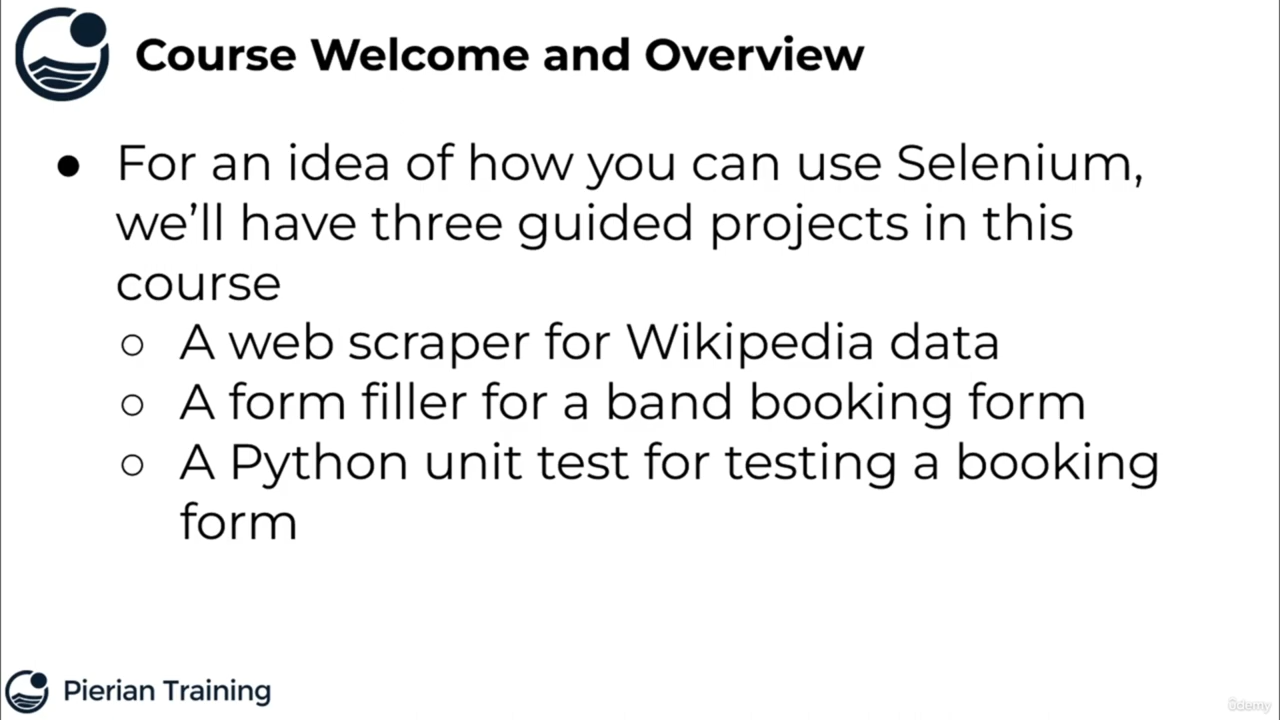 Course Welcome and Overview
● For an idea of how you can use Selenium,
we’ll have three guided projects in this
course
○ A web scraper for Wikipedia data
○ A form filler for a band booking form
○ A Python unit test for testing a booking
form
Pierian Training
ûdemy